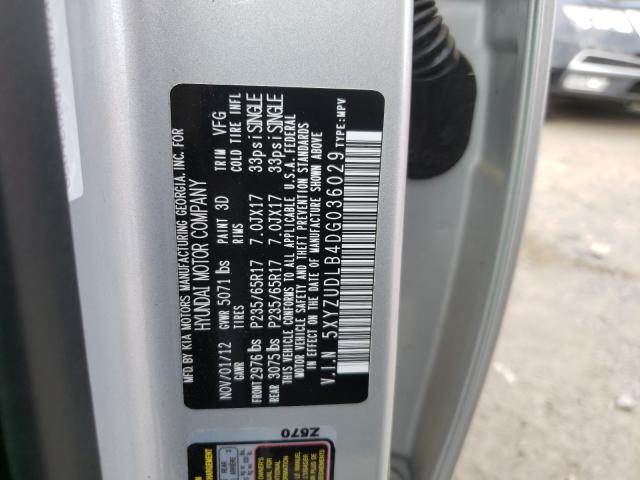 MFD.BY KIA MOTORS MANUFACTURING GEORGIA, INC. FOR
HYUNDAI MOTOR COMPANY
NOV/01/12 GVWR 5071 lbs PAINT 3D TRIM VFG
GAWR TIRES RIMS COLD TIRE INFL
FRONT 2976 lbs P235/65R17 7.0JX17 33psi SINGLE
REAR 3075 lbs P235/65R17 7.0JX17 33psi SINGLE
THIS VEHICLE CONFORMS TO ALL APPLICABLE U.S.A. FEDERAL
MOTOR VEHICLE SAFETY AND THEFT PREVENTION STANDARDS
IN EFFECT ON THE DATE OF MANUFACTURE SHOWN ABOVE.
V.I.N 5XYZUDLB4DG036029 TYPE:MPV
Z670
REAR
ARRIERE